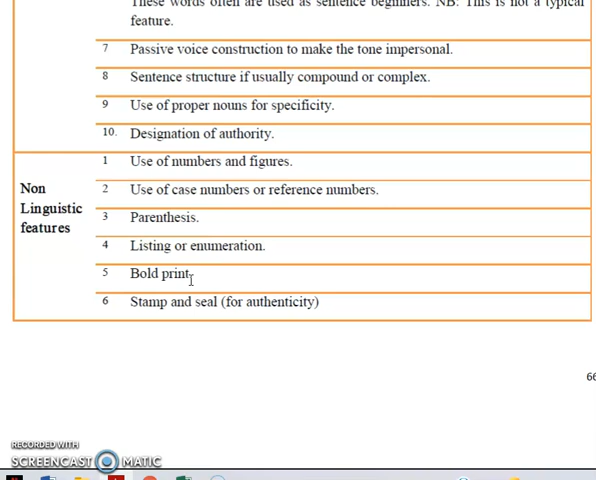 These words often are used as sentence beginners. NB: This is not a typical
feature.
7 Passive voice construction to make the tone impersonal.
8 Sentence structure if usually compound or complex.
9 Use of proper nouns for specificity.
10. Designation of authority.
Non
Linguistic
features
1 Use of numbers and figures.
2 Use of case numbers or reference numbers.
3 Parenthesis.
4 Listing or enumeration.
5 Bold print.
6 Stamp and seal (for authenticity)
66
RECORDED WITH
SCREENCAST MATIC